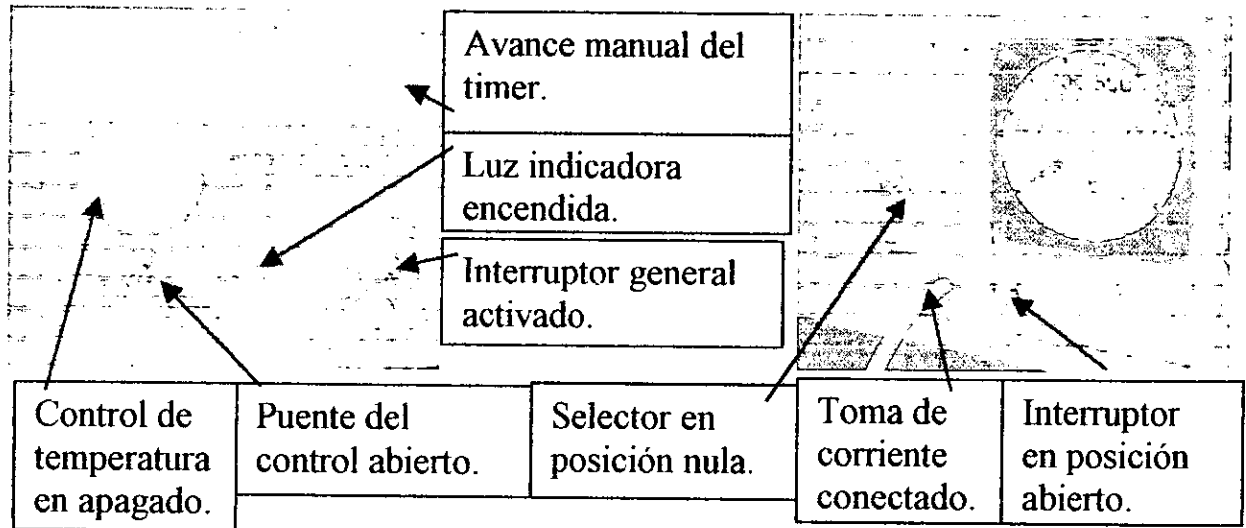 Avance manual del
timer.
Luz indicadora
encendida.
Interruptor general
activado.
Control de
temperatura
en apagado.
Puente del
control abierto.
Selector en
posición nula.
Toma de
corriente
conectado.
Interruptor
en posición
abierto.